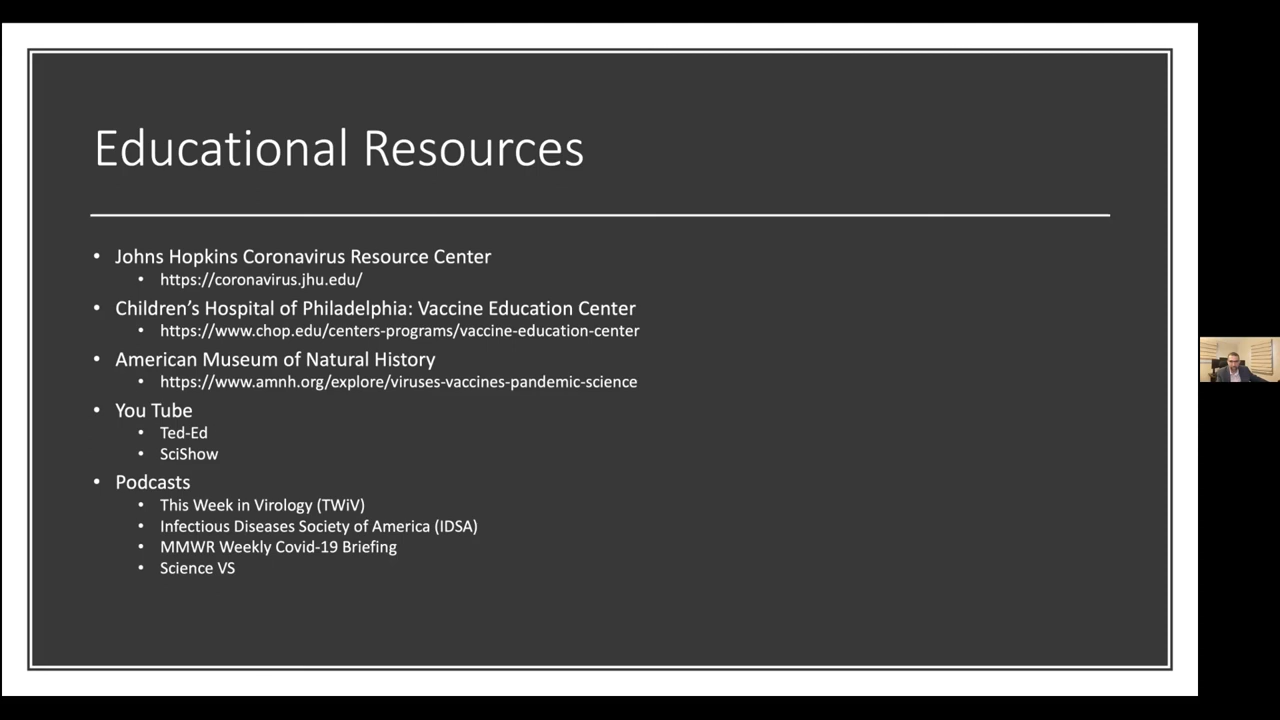 Educational Resources
• Johns Hopkins Coronavirus Resource Center
• https://coronavirus.jhu.edu/
• Children’s Hospital of Philadelphia: Vaccine Education Center
• https://www.chop.edu/centers-programs/vaccine-education-center
• American Museum of Natural History
• https://www.amnh.org/explore/viruses-vaccines-pandemic-science
• You Tube
• Ted-Ed
• SciShow
• Podcasts
• This Week in Virology (TWiV)
• Infectious Diseases Society of America (IDSA)
• MMWR Weekly Covid-19 Briefing
• Science VS